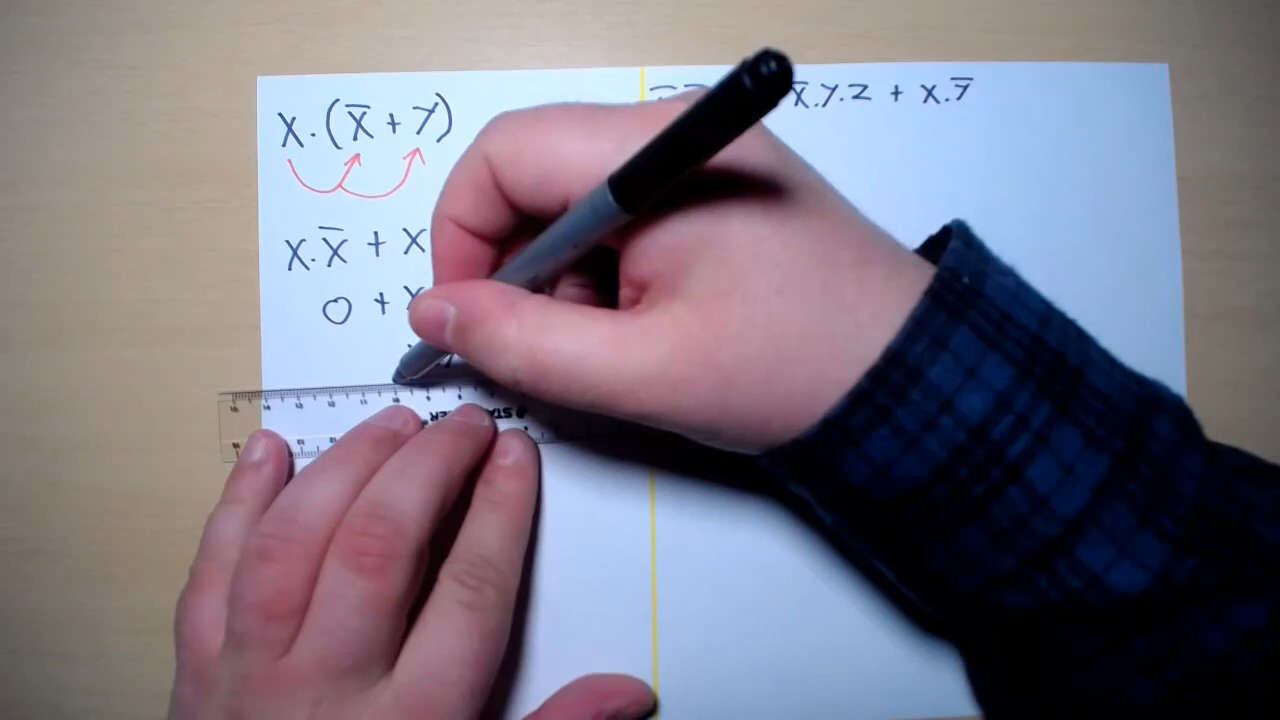 X.(X̅ + Y)
X.X̅ + X
0 + X
X̅.Y.Z + X.Y̅